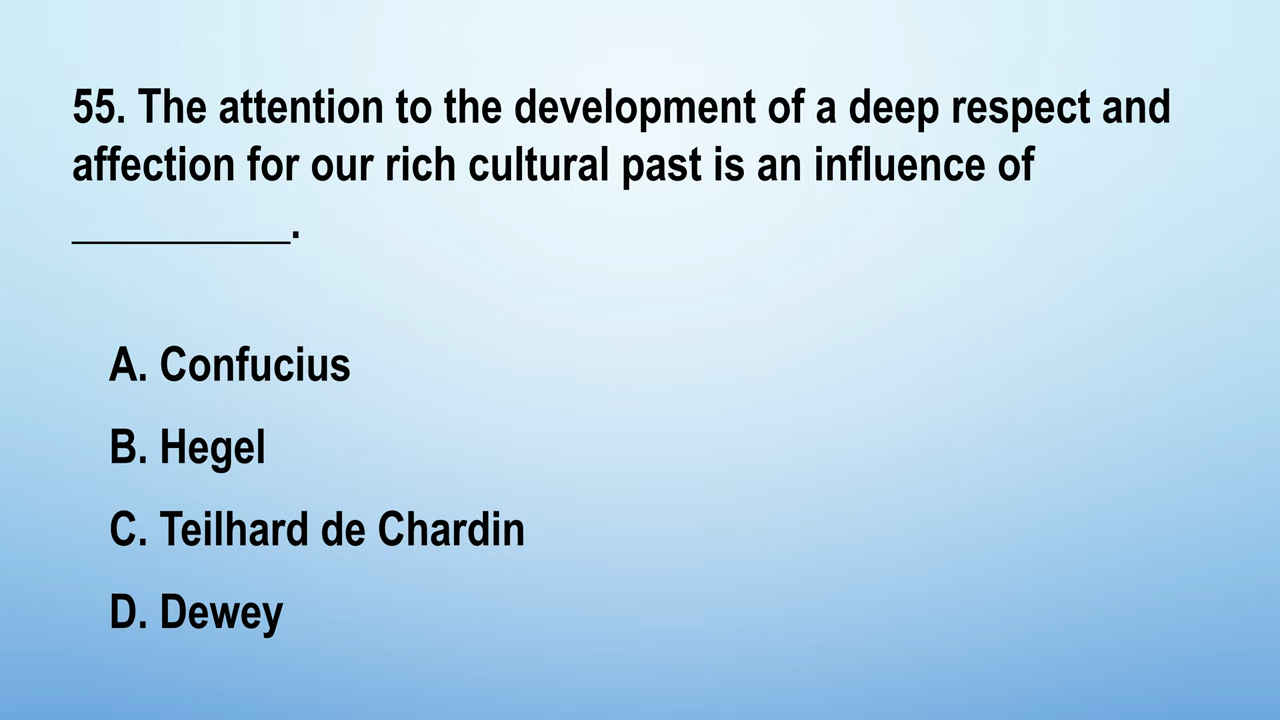 55. The attention to the development of a deep respect and
affection for our rich cultural past is an influence of
__________.
A. Confucius
B. Hegel
C. Teilhard de Chardin
D. Dewey